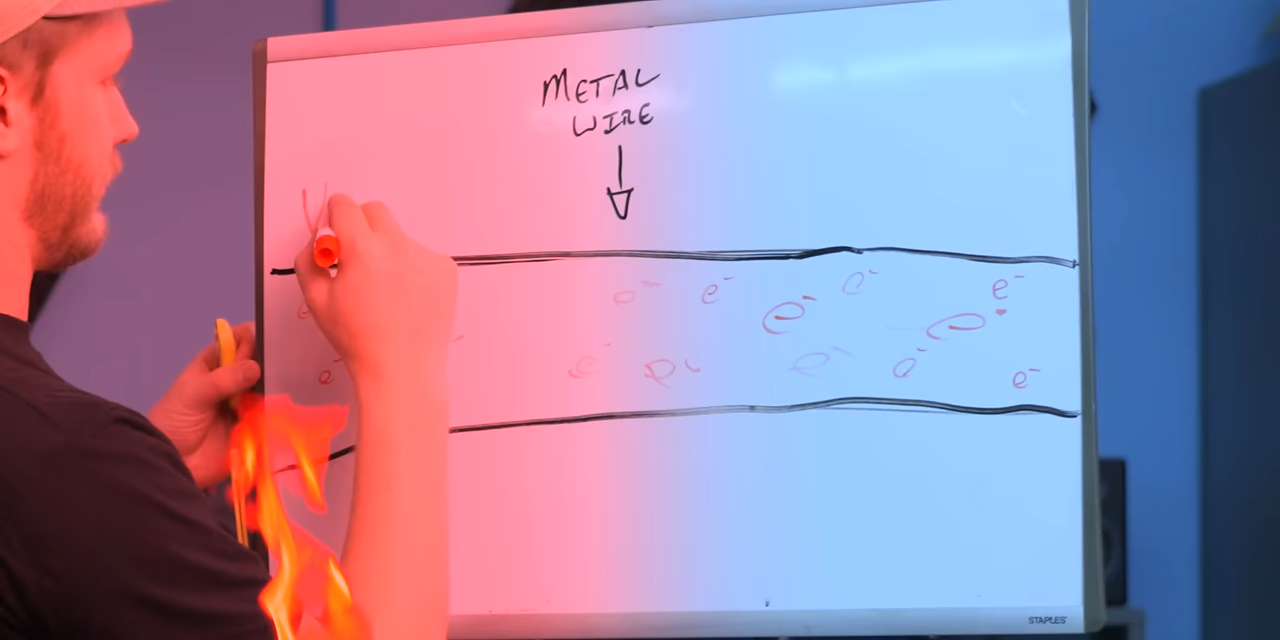 METAL
WIRE
e⁻ e⁻ e⁻ e⁻ e⁻
e⁻ e⁻
e⁻ e⁻ e⁻ e⁻ e⁻ e⁻
STAPLES